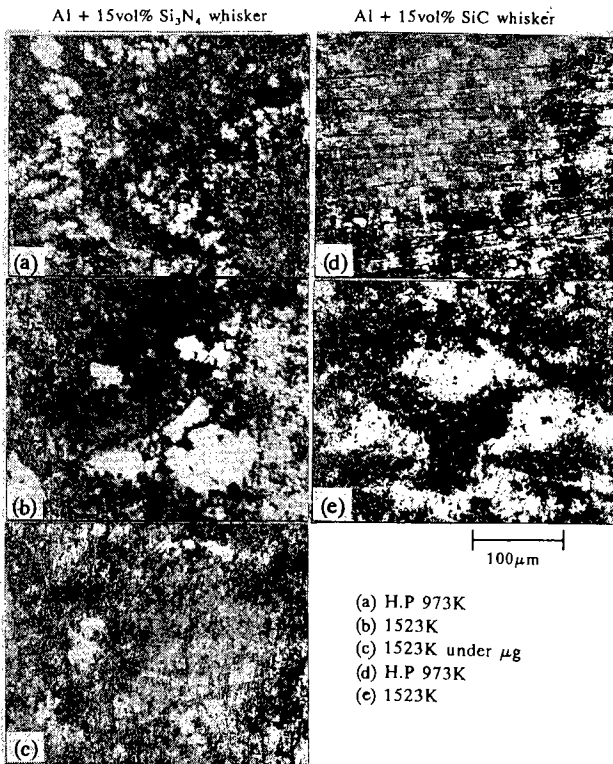 Al + 15vol% Si₃N₄ whisker
Al + 15vol% SiC whisker
(a)
(d)
(b)
(e)
100μm
(c)
(a) H.P 973K
(b) 1523K
(c) 1523K under μg
(d) H.P 973K
(e) 1523K